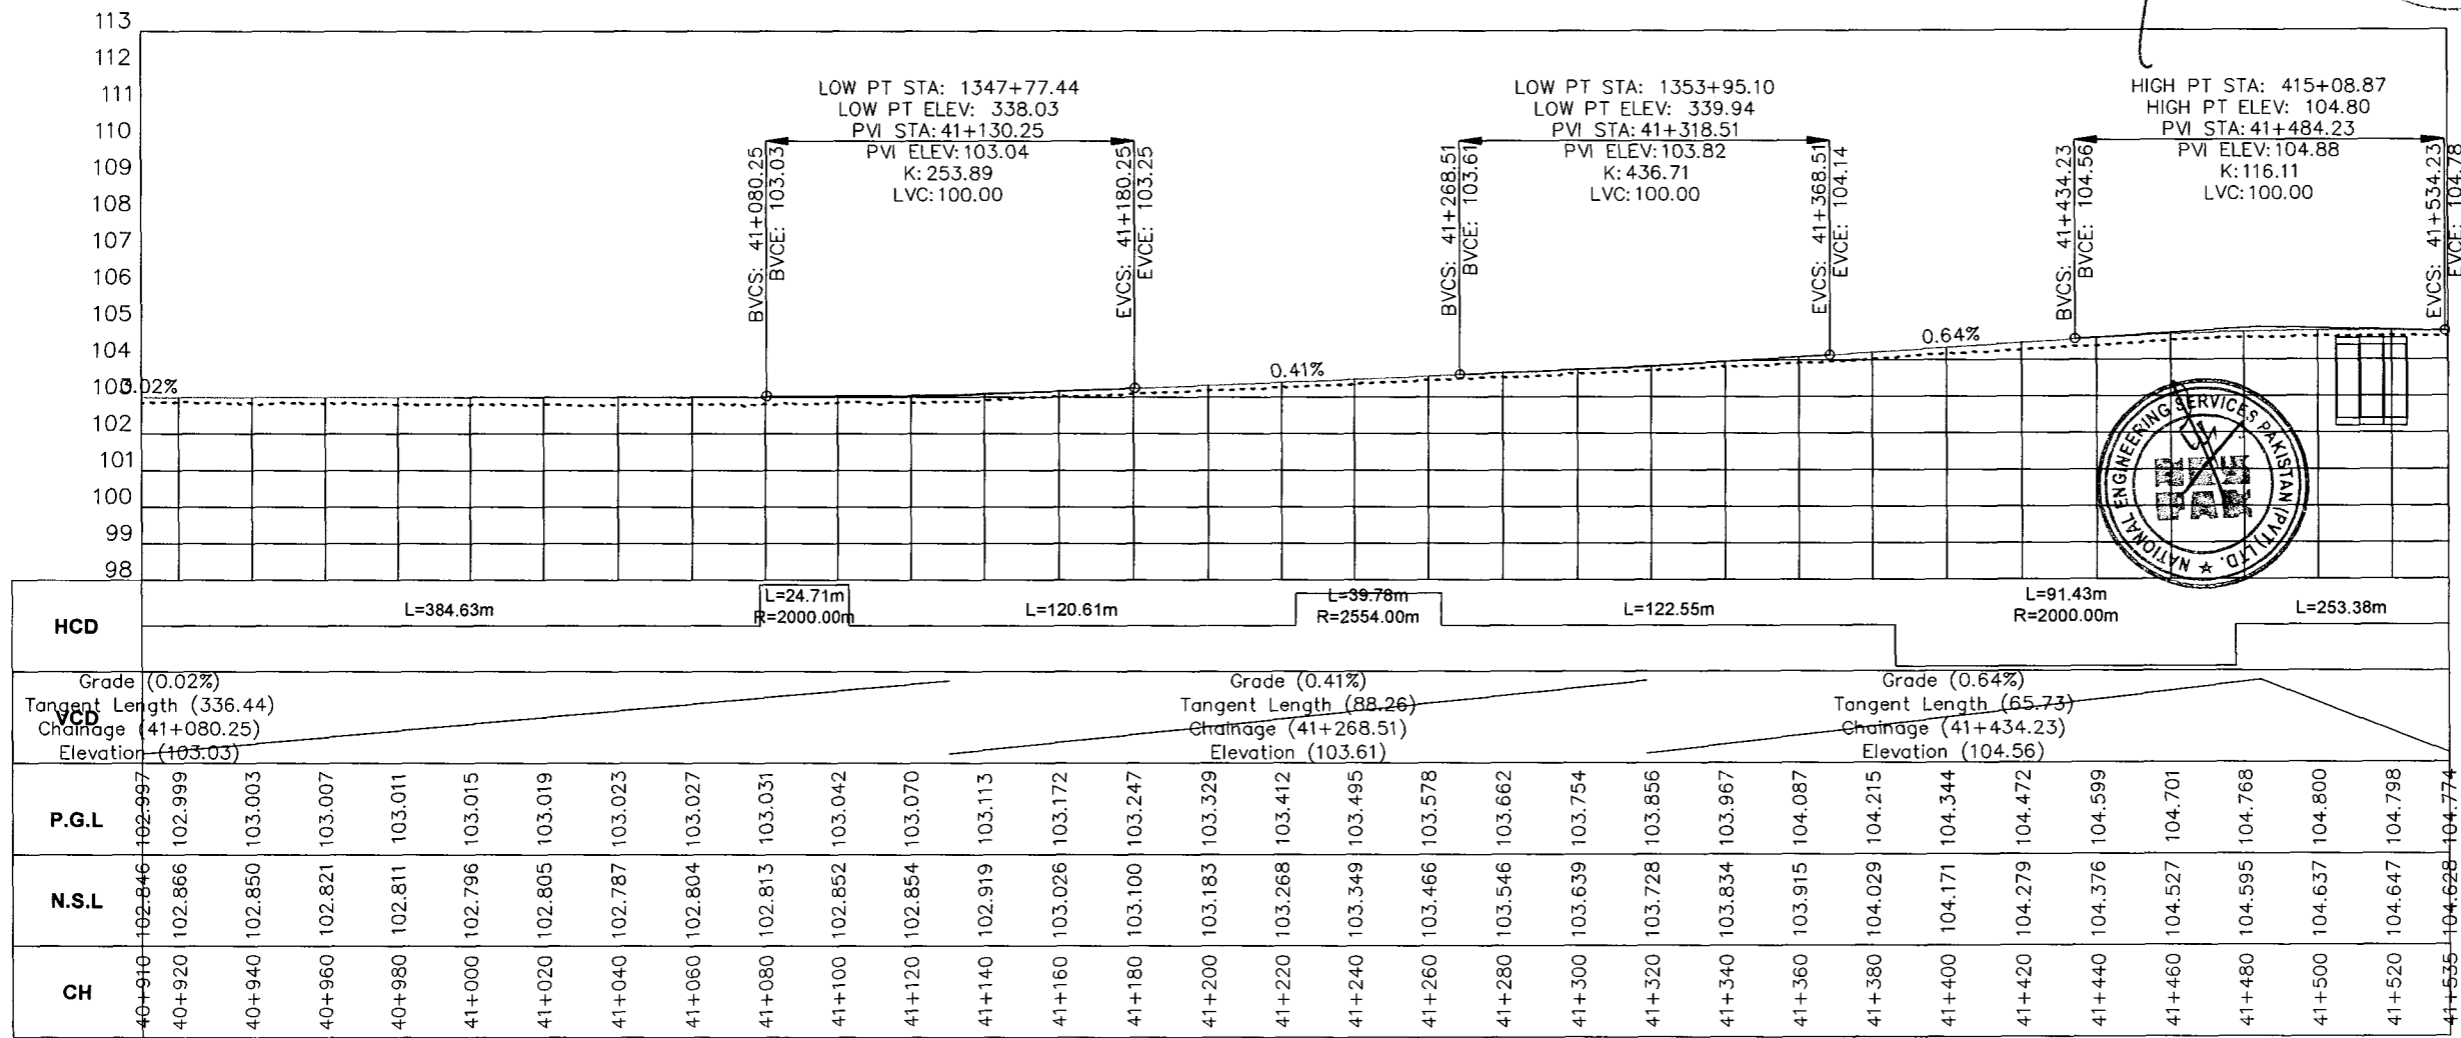 113
112
111
110
109
108
107
106
105
104
103
102
101
100
99
98
LOW PT STA: 1347+77.44
LOW PT ELEV: 338.03
PVI STA: 41+130.25
PVI ELEV: 103.04
K: 253.89
LVC: 100.00
BVCS: 41+080.25
BVCE: 103.03
EVCS: 41+180.25
EVCE: 103.25
LOW PT STA: 1353+95.10
LOW PT ELEV: 339.94
PVI STA: 41+318.51
PVI ELEV: 103.82
K: 436.71
LVC: 100.00
BVCS: 41+268.51
BVCE: 103.61
EVCS: 41+368.51
EVCE: 104.14
HIGH PT STA: 415+08.87
HIGH PT ELEV: 104.80
PVI STA: 41+484.23
PVI ELEV: 104.88
K: 116.11
LVC: 100.00
BVCS: 41+434.23
BVCE: 104.56
EVCS: 41+534.23
EVCE: 104.78
0.02%
0.41%
0.64%
NATIONAL ENGINEERING SERVICES PAKISTAN (PVT) LTD. ★
HCD
L=384.63m
L=24.71m
R=2000.00m
L=120.61m
L=39.78m
R=2554.00m
L=122.55m
L=91.43m
R=2000.00m
L=253.38m
VCD
Grade (0.02%)
Tangent Length (336.44)
Chainage (41+080.25)
Elevation (103.03)
Grade (0.41%)
Tangent Length (88.26)
Chainage (41+268.51)
Elevation (103.61)
Grade (0.64%)
Tangent Length (65.73)
Chainage (41+434.23)
Elevation (104.56)
P.G.L
102.997 102.999 103.003 103.007 103.011 103.015 103.019 103.023 103.027 103.031 103.042 103.070 103.113 103.172 103.247 103.329 103.412 103.495 103.578 103.662 103.754 103.856 103.967 104.087 104.215 104.344 104.472 104.599 104.701 104.768 104.800 104.798 104.774
N.S.L
102.846 102.866 102.850 102.821 102.811 102.796 102.805 102.787 102.804 102.813 102.852 102.854 102.919 103.026 103.100 103.183 103.268 103.349 103.466 103.546 103.639 103.728 103.834 103.915 104.029 104.171 104.279 104.376 104.527 104.595 104.637 104.647 104.628
CH
40+910 40+920 40+940 40+960 40+980 41+000 41+020 41+040 41+060 41+080 41+100 41+120 41+140 41+160 41+180 41+200 41+220 41+240 41+260 41+280 41+300 41+320 41+340 41+360 41+380 41+400 41+420 41+440 41+460 41+480 41+500 41+520 41+535